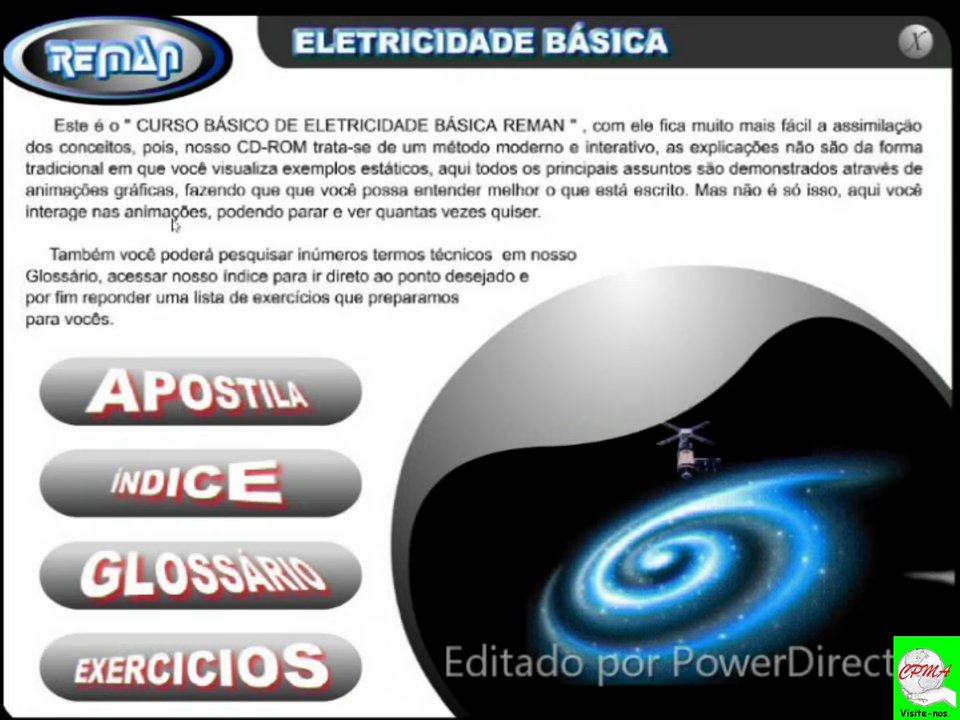 REMAN
ELETRICIDADE BÁSICA
X
Este é o " CURSO BÁSICO DE ELETRICIDADE BÁSICA REMAN " , com ele fica muito mais fácil a assimilação
dos conceitos, pois, nosso CD-ROM trata-se de um método moderno e interativo, as explicações não são da forma
tradicional em que você visualiza exemplos estáticos, aqui todos os principais assuntos são demonstrados através de
animações gráficas, fazendo que que você possa entender melhor o que está escrito. Mas não é só isso, aqui você
interage nas animações, podendo parar e ver quantas vezes quiser.
Também você poderá pesquisar inúmeros termos técnicos em nosso
Glossário, acessar nosso índice para ir direto ao ponto desejado e
por fim reponder uma lista de exercícios que preparamos
para vocês.
APOSTILA
ÍNDICE
GLOSSÁRIO
EXERCICIOS
Editado por PowerDirect
CPMA
Visite-nos.